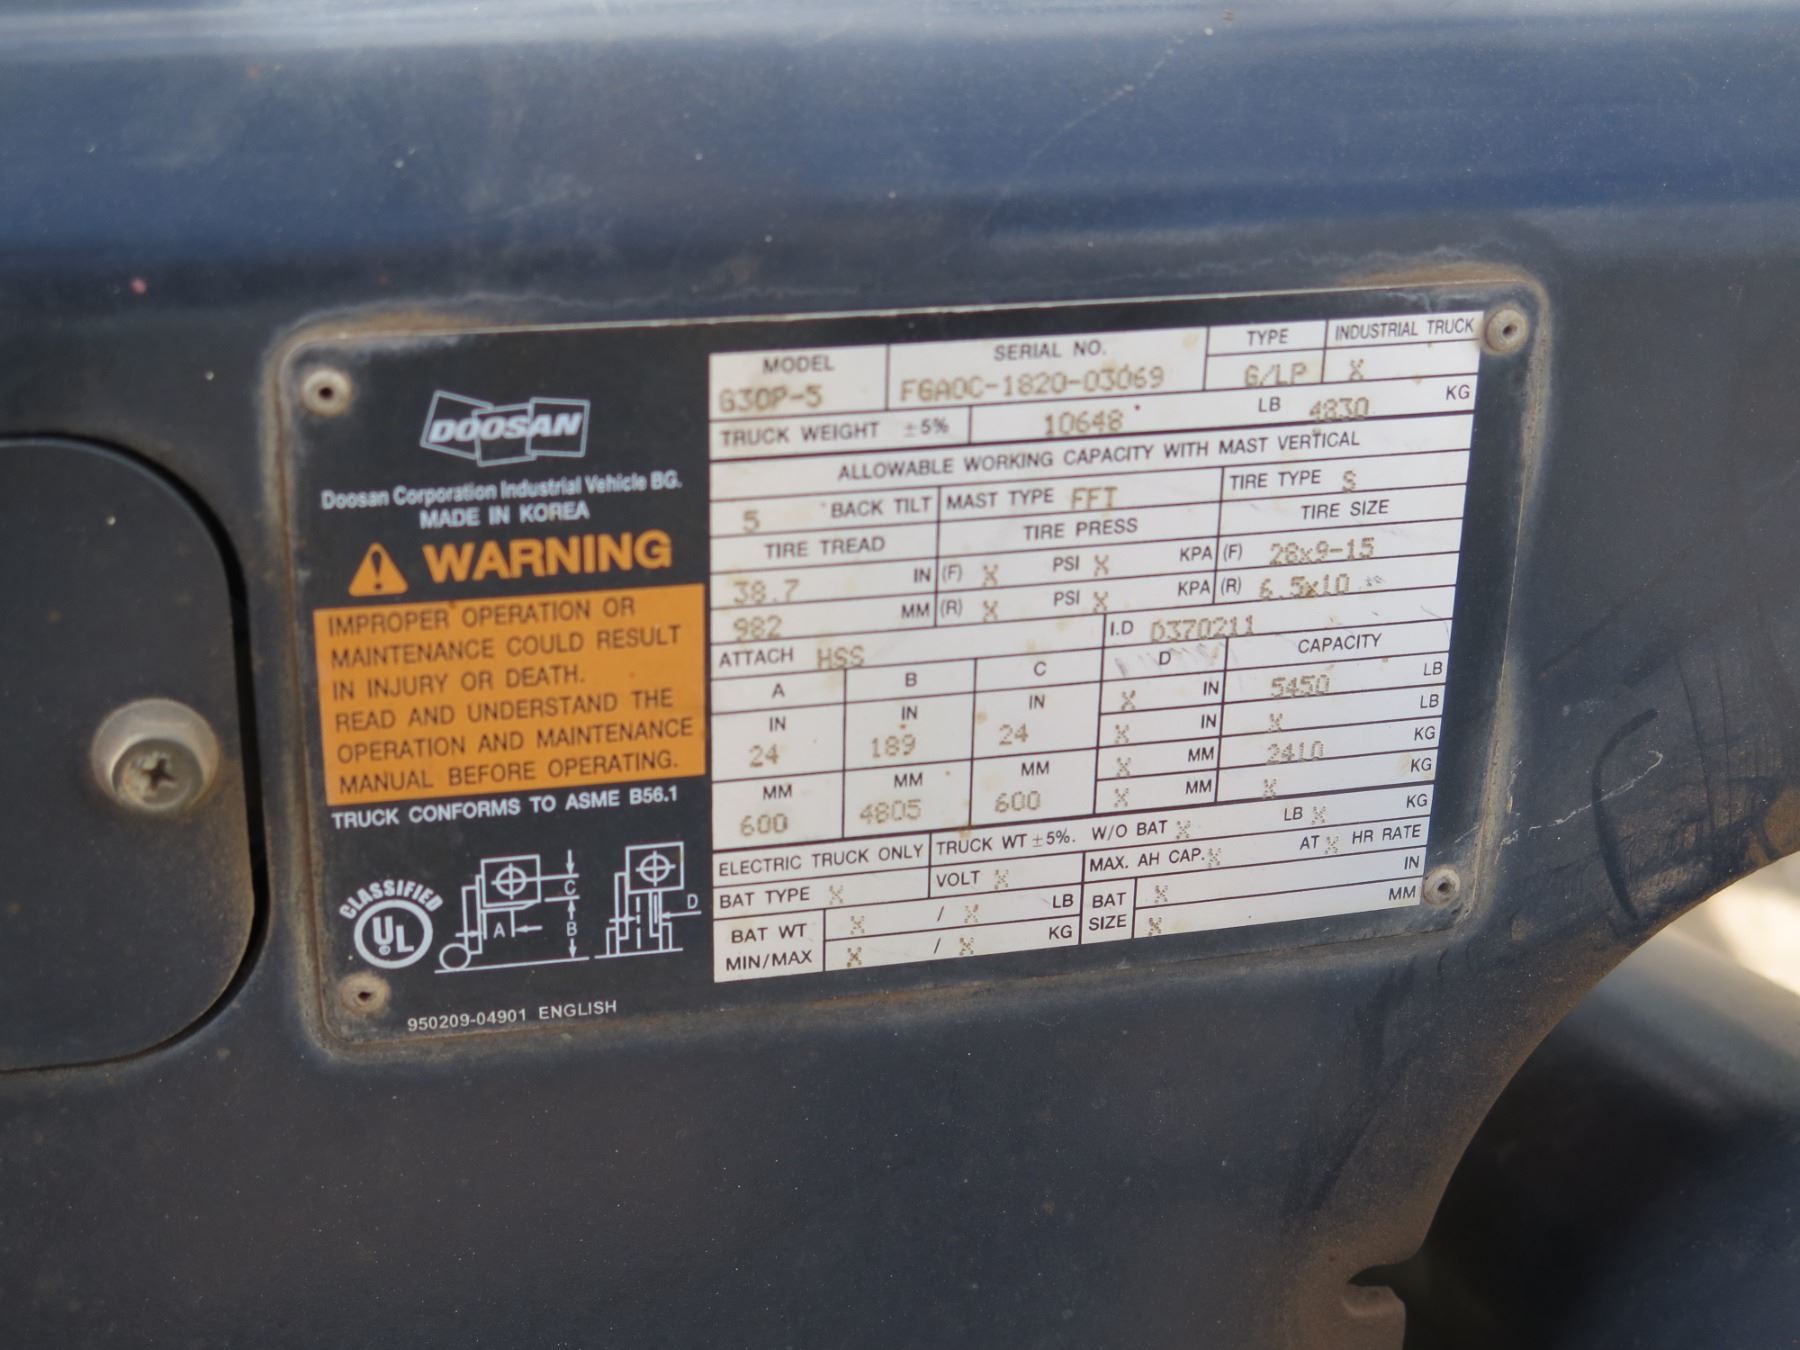 DOOSAN
Doosan Corporation Industrial Vehicle BG.
MADE IN KOREA
WARNING
IMPROPER OPERATION OR
MAINTENANCE COULD RESULT
IN INJURY OR DEATH.
READ AND UNDERSTAND THE
OPERATION AND MAINTENANCE
MANUAL BEFORE OPERATING.
TRUCK CONFORMS TO ASME B56.1
CLASSIFIED
UL
A B C D
950209-04901 ENGLISH
MODEL SERIAL NO. TYPE INDUSTRIAL TRUCK
G30P-5 FGA0C-1820-03069 G/LP X
TRUCK WEIGHT ±5% 10648 LB 4830 KG
ALLOWABLE WORKING CAPACITY WITH MAST VERTICAL
5 BACK TILT MAST TYPE FFT TIRE TYPE S
TIRE TREAD TIRE PRESS TIRE SIZE
38.7 IN (F) X PSI X KPA (F) 28x9-15
982 MM (R) X PSI X KPA (R) 6.5x10
ATTACH HSS I.D D370211
A B C D CAPACITY
IN IN IN X IN 5450 LB
24 189 24 X IN X LB
MM MM MM X MM 2410 KG
600 4805 600 X MM X KG
ELECTRIC TRUCK ONLY TRUCK WT ±5%. W/O BAT X LB X KG
BAT TYPE X VOLT X MAX. AH CAP. X AT X HR RATE
BAT WT X / X LB BAT X IN
MIN/MAX X / X KG SIZE X MM